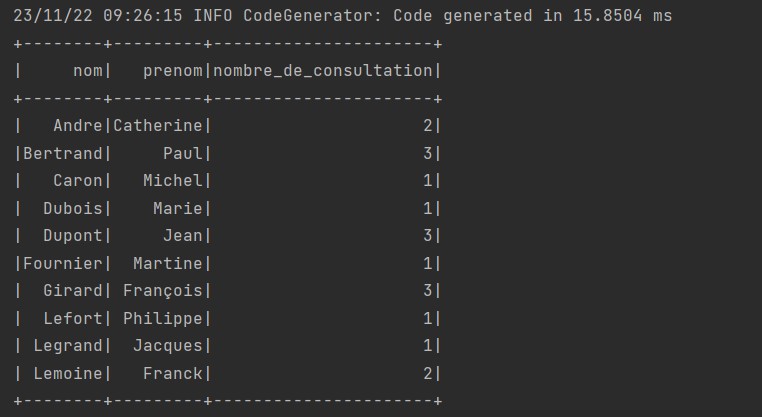 23/11/22 09:26:15 INFO CodeGenerator: Code generated in 15.8504 ms
+--------+---------+----------------------+
|     nom|   prenom|nombre_de_consultation|
+--------+---------+----------------------+
|   Andre|Catherine|                     2|
|Bertrand|     Paul|                     3|
|   Caron|   Michel|                     1|
|  Dubois|    Marie|                     1|
|  Dupont|     Jean|                     3|
|Fournier|  Martine|                     1|
|  Girard| François|                     3|
|  Lefort| Philippe|                     1|
| Legrand|  Jacques|                     1|
| Lemoine|   Franck|                     2|
+--------+---------+----------------------+